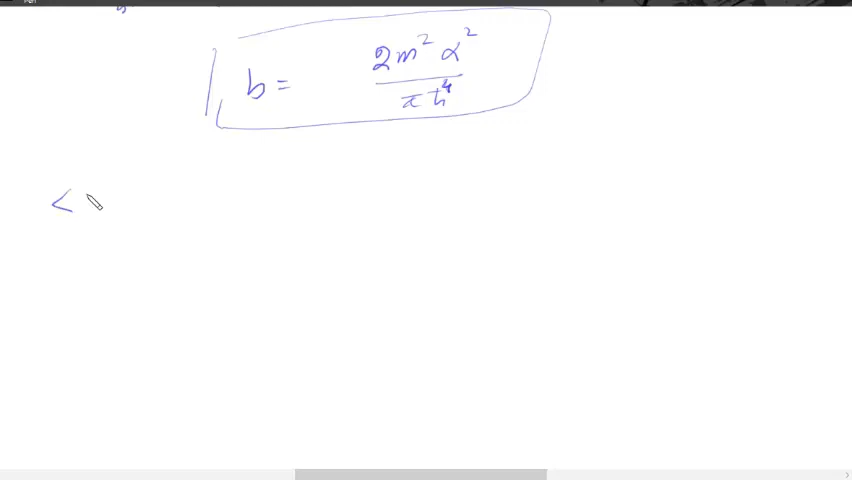 b = 2m²α² / πħ⁴
<